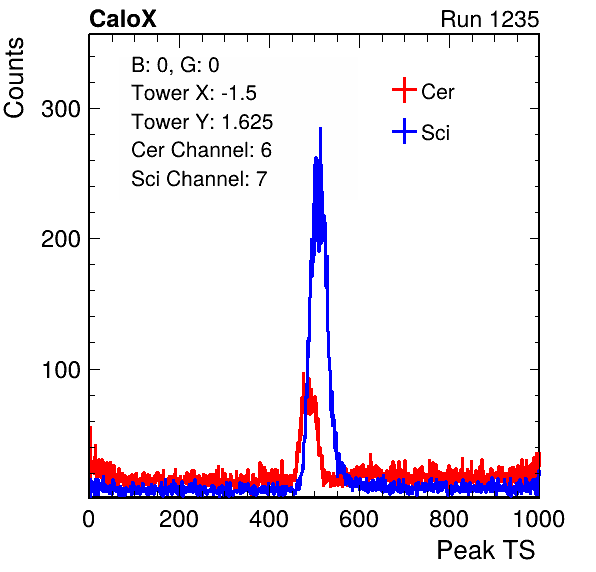 CaloX
Run 1235
Counts
B: 0, G: 0
Tower X: -1.5
Tower Y: 1.625
Cer Channel: 6
Sci Channel: 7
Cer
Sci
300
200
100
0
200
400
600
800
1000
Peak TS